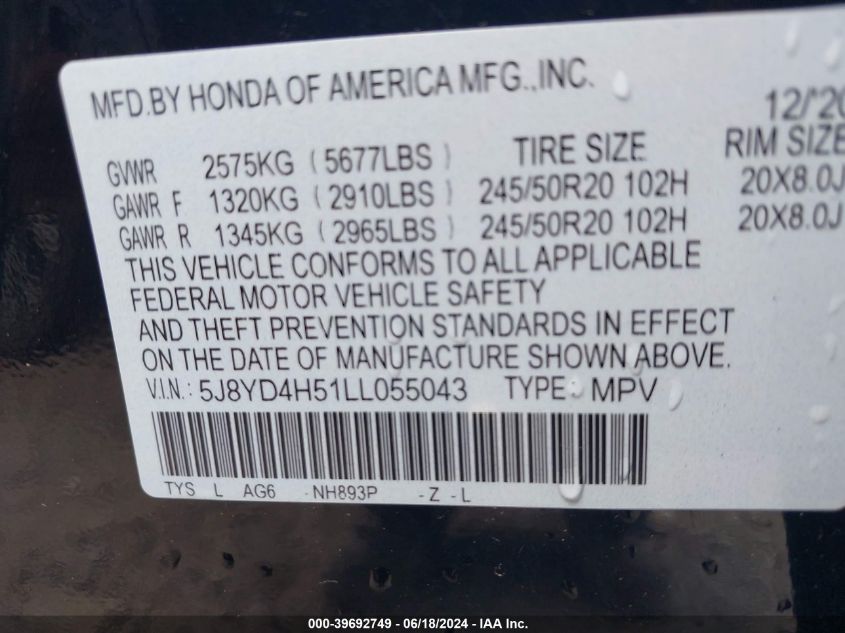 MFD.BY HONDA OF AMERICA MFG.,INC. 12/'20
GVWR 2575KG (5677LBS) TIRE SIZE RIM SIZE
GAWR F 1320KG (2910LBS) 245/50R20 102H 20X8.0J
GAWR R 1345KG (2965LBS) 245/50R20 102H 20X8.0J
THIS VEHICLE CONFORMS TO ALL APPLICABLE
FEDERAL MOTOR VEHICLE SAFETY
AND THEFT PREVENTION STANDARDS IN EFFECT
ON THE DATE OF MANUFACTURE SHOWN ABOVE.
V.I.N.: 5J8YD4H51LL055043 TYPE: MPV
TYS L AG6 -NH893P -Z -L
000-39692749 - 06/18/2024 - IAA Inc.